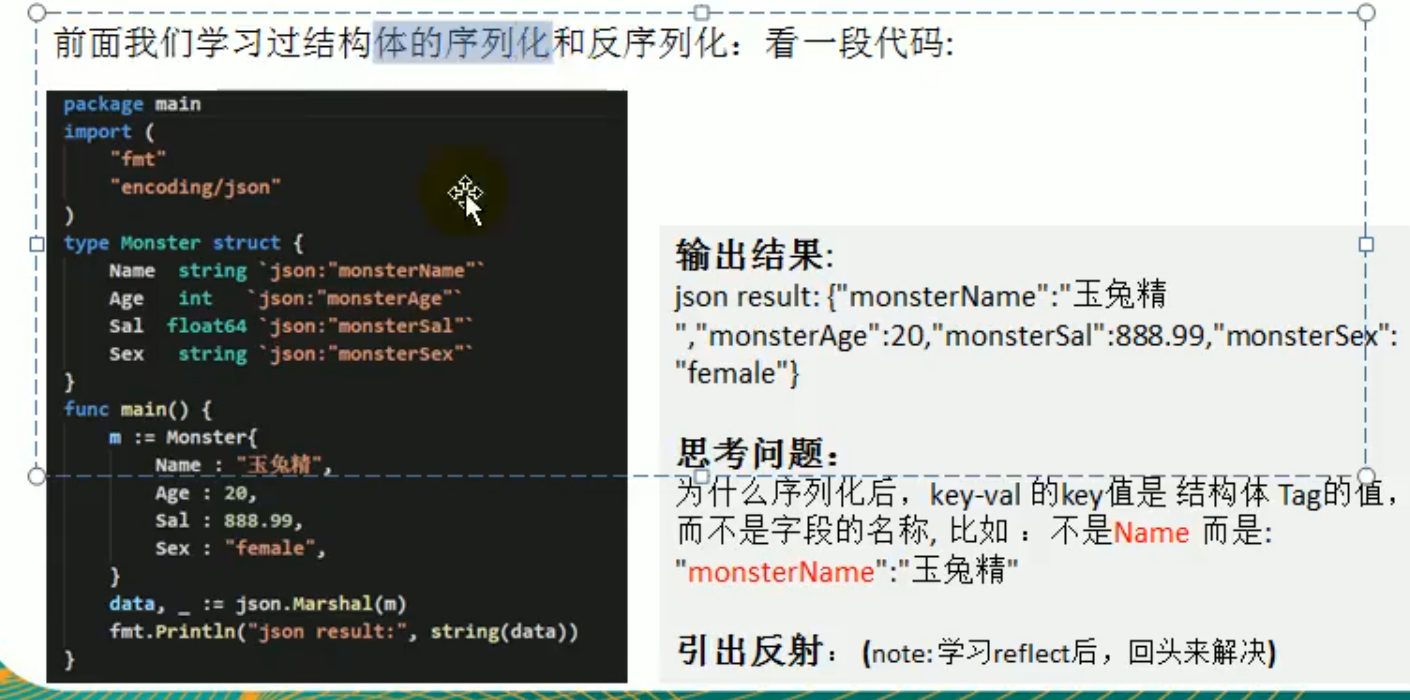 前面我们学习过结构体的序列化和反序列化：看一段代码:
package main
import (
"fmt"
"encoding/json"
)
type Monster struct {
Name string `json:"monsterName"`
Age int `json:"monsterAge"`
Sal float64 `json:"monsterSal"`
Sex string `json:"monsterSex"`
}
func main() {
m := Monster{
Name : "玉兔精",
Age : 20,
Sal : 888.99,
Sex : "female",
}
data, _ := json.Marshal(m)
fmt.Println("json result:", string(data))
}
输出结果:
json result: {"monsterName":"玉兔精
","monsterAge":20,"monsterSal":888.99,"monsterSex":
"female"}
思考问题：
为什么序列化后，key-val 的key值是 结构体 Tag的值，
而不是字段的名称, 比如 ：不是Name 而是:
"monsterName":"玉兔精"
引出反射：(note:学习reflect后，回头来解决)